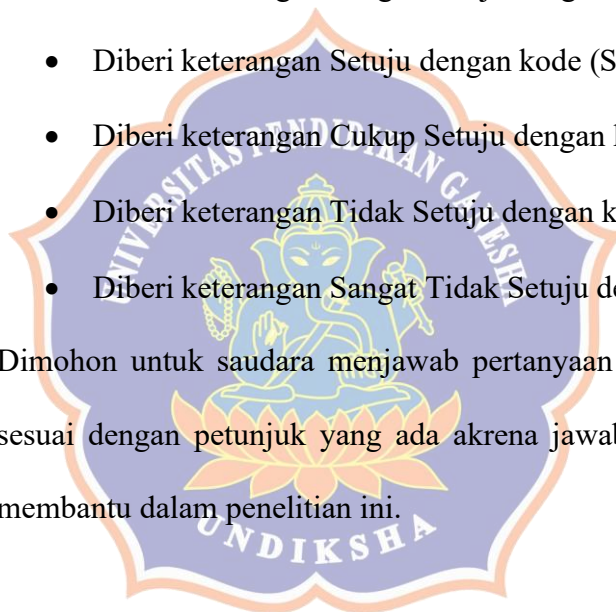 • Diberi keterangan Setuju dengan kode (S
• Diberi keterangan Cukup Setuju dengan
• Diberi keterangan Tidak Setuju dengan k
• Diberi keterangan Sangat Tidak Setuju de
Dimohon untuk saudara menjawab pertanyaan
sesuai dengan petunjuk yang ada akrena jawab
membantu dalam penelitian ini.
UNIVERSITAS PENDIDIKAN GANESHA
UNDIKSHA